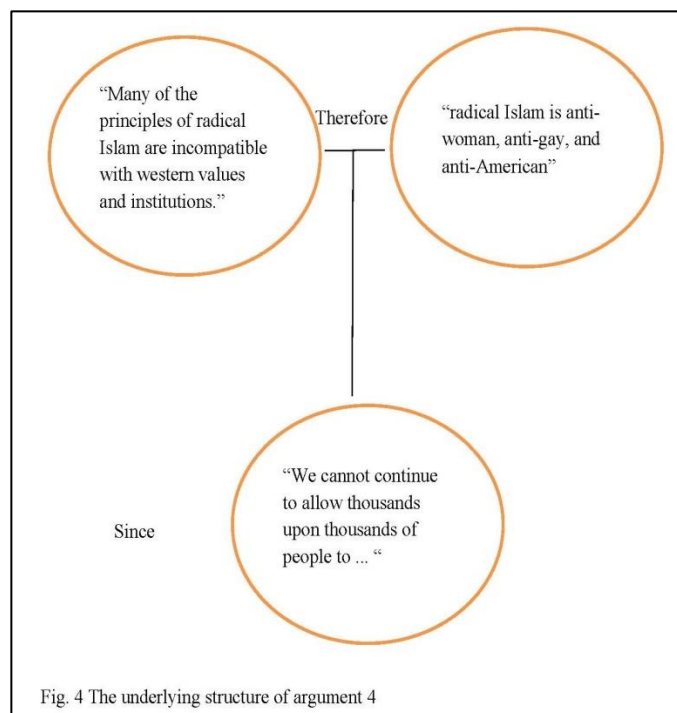 “Many of the
principles of radical
Islam are incompatible
with western values
and institutions.”
Therefore
“radical Islam is anti-
woman, anti-gay, and
anti-American”
“We cannot continue
to allow thousands
upon thousands of
people to ... “
Since
Fig. 4 The underlying structure of argument 4